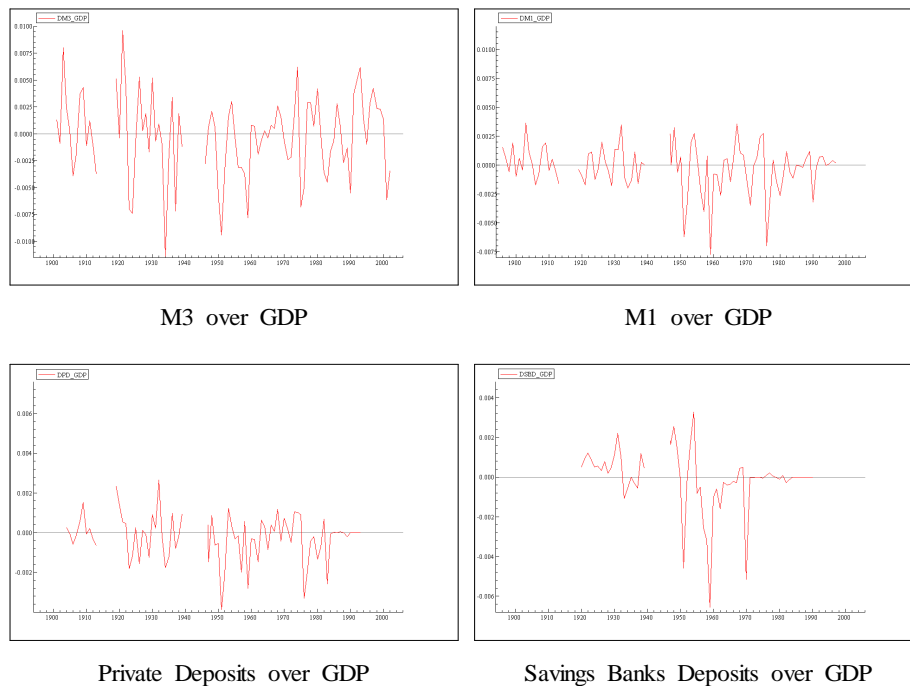 DM3_GDP
0.0100
0.0075
0.0050
0.0025
0.0000
-0.0025
-0.0050
-0.0075
-0.0100
1900 1910 1920 1930 1940 1950 1960 1970 1980 1990 2000
M3 over GDP
DM1_GDP
0.0100
0.0075
0.0050
0.0025
0.0000
-0.0025
-0.0050
-0.0075
1900 1910 1920 1930 1940 1950 1960 1970 1980 1990 2000
M1 over GDP
DPD_GDP
0.006
0.004
0.002
0.000
-0.002
1900 1910 1920 1930 1940 1950 1960 1970 1980 1990 2000
Private Deposits over GDP
DSBD_GDP
0.004
0.002
0.000
-0.002
-0.004
-0.006
1910 1920 1930 1940 1950 1960 1970 1980 1990 2000
Savings Banks Deposits over GDP